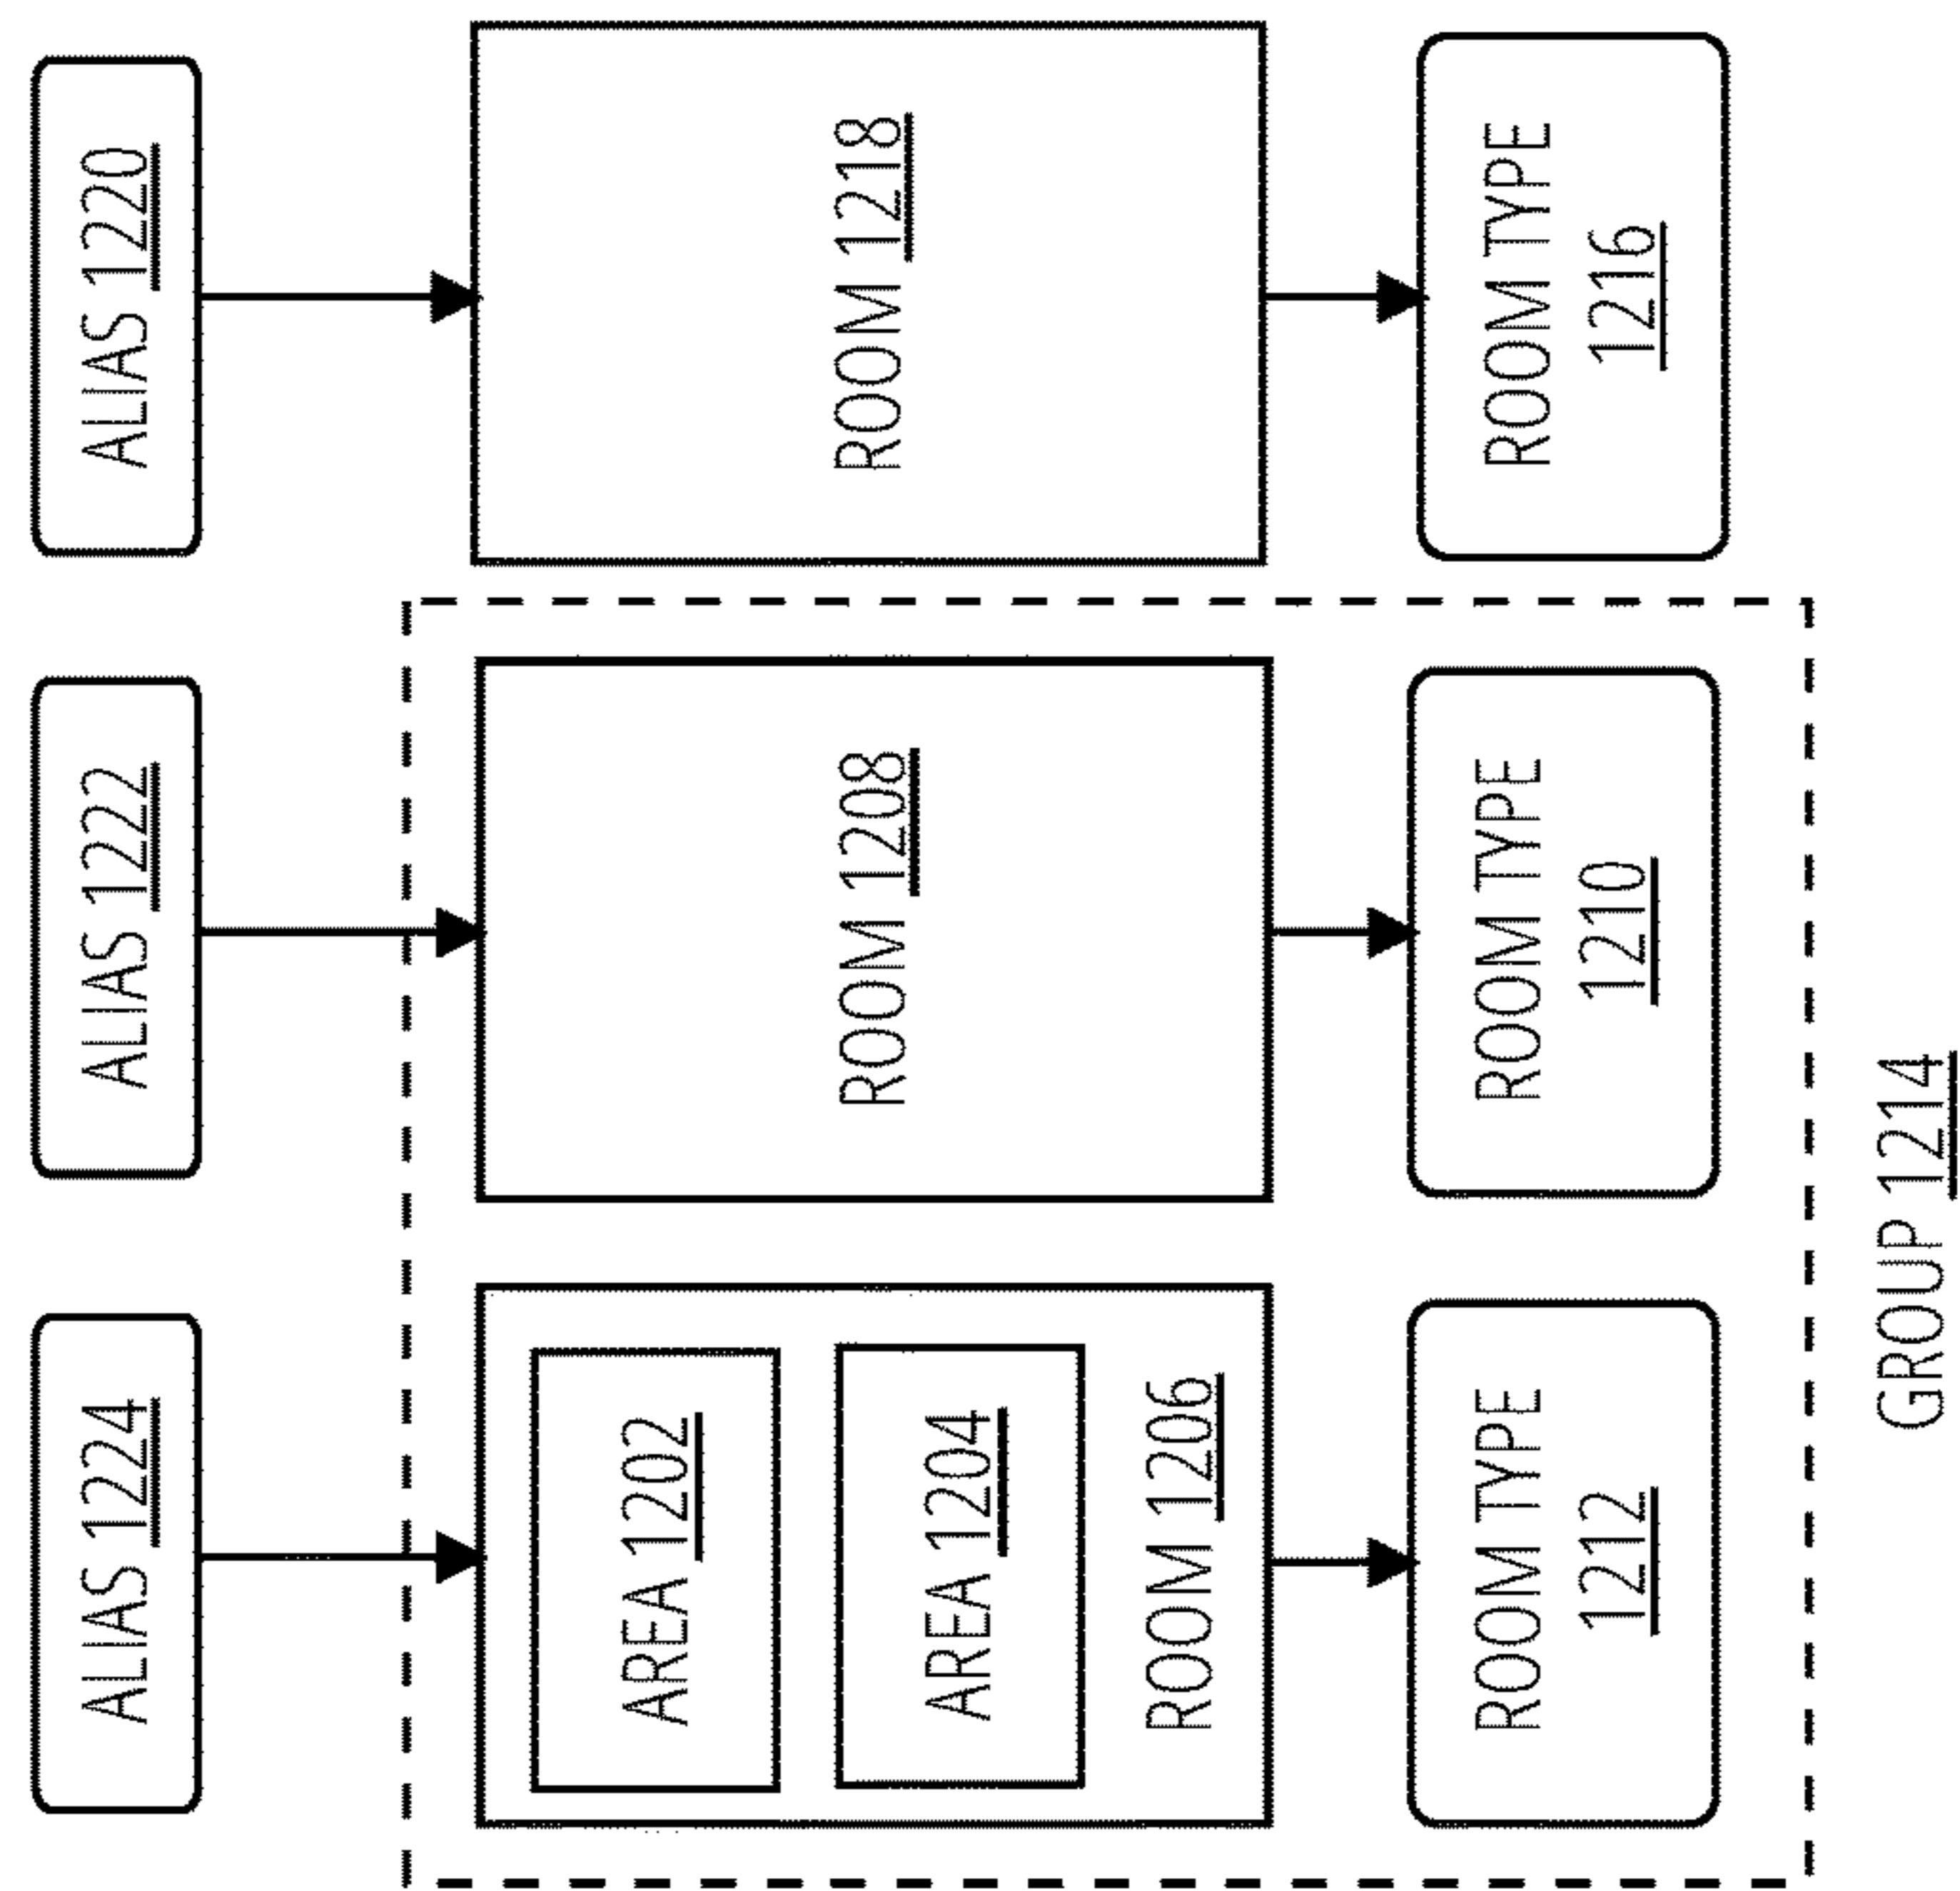 ALIAS 1224
ALIAS 1222
ALIAS 1220
AREA 1202
AREA 1204
ROOM 1206
ROOM 1208
ROOM 1218
ROOM TYPE
1212
ROOM TYPE
1210
ROOM TYPE
1216
GROUP 1214